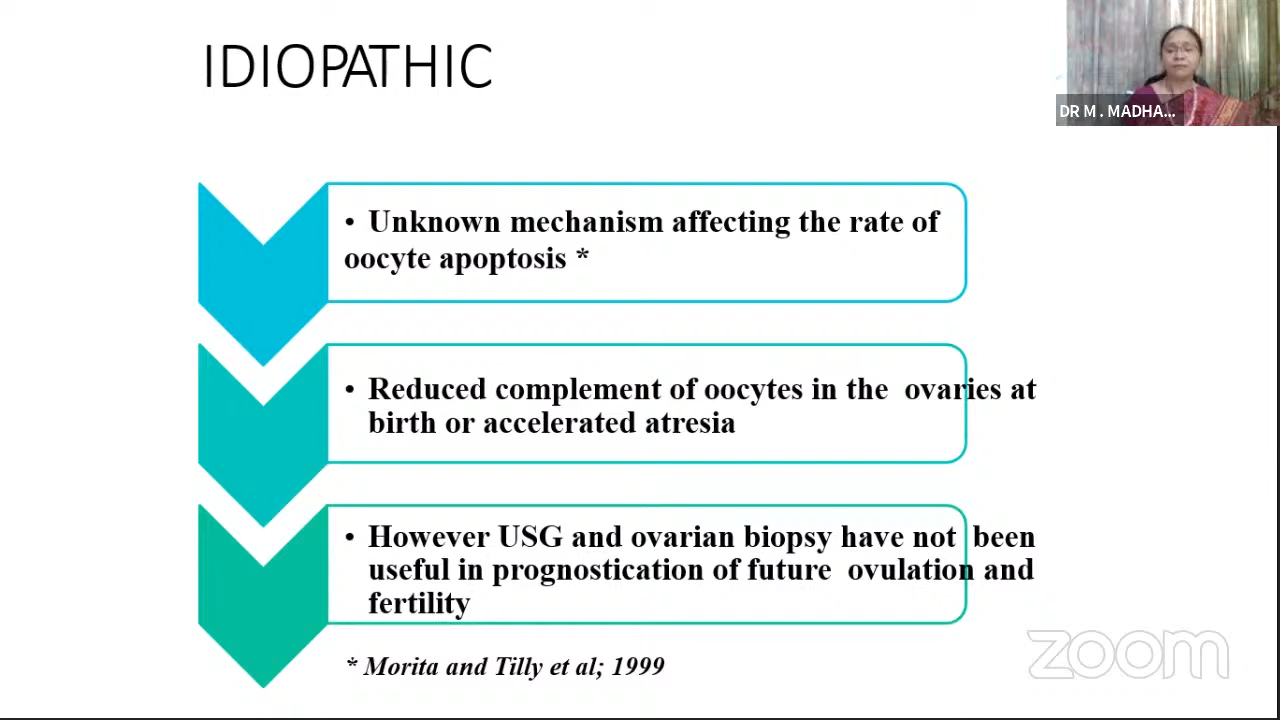 IDIOPATHIC
DR M . MADHA...
• Unknown mechanism affecting the rate of
oocyte apoptosis *
• Reduced complement of oocytes in the ovaries at
birth or accelerated atresia
• However USG and ovarian biopsy have not been
useful in prognostication of future ovulation and
fertility
* Morita and Tilly et al; 1999
zoom